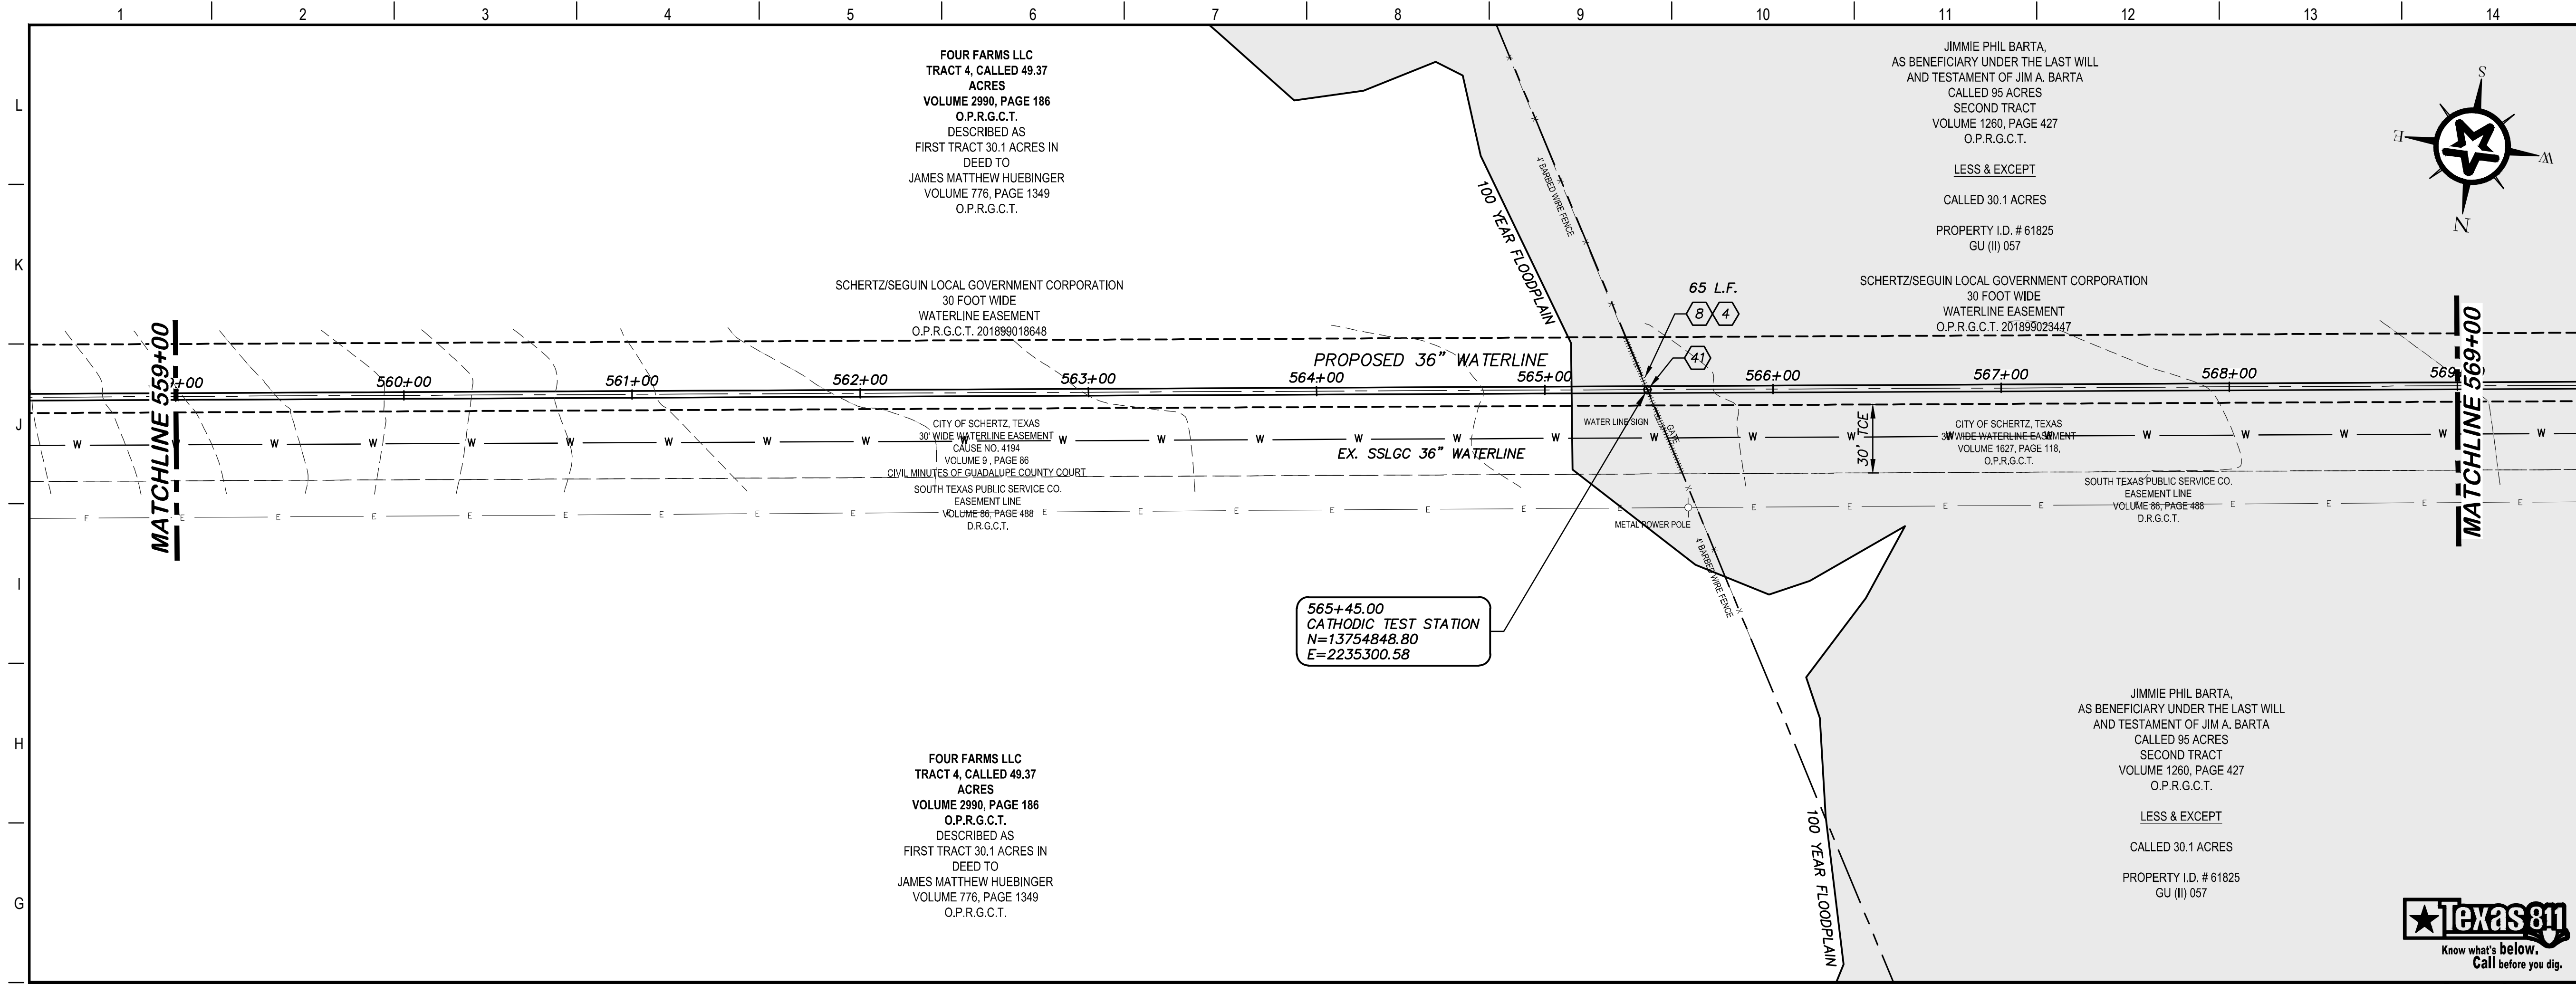 1 2 3 4 5 6 7 8 9 10 11 12 13 14
L
K
J
I
H
G
FOUR FARMS LLC
TRACT 4, CALLED 49.37
ACRES
VOLUME 2990, PAGE 186
O.P.R.G.C.T.
DESCRIBED AS
FIRST TRACT 30.1 ACRES IN
DEED TO
JAMES MATTHEW HUEBINGER
VOLUME 776, PAGE 1349
O.P.R.G.C.T.
JIMMIE PHIL BARTA,
AS BENEFICIARY UNDER THE LAST WILL
AND TESTAMENT OF JIM A. BARTA
CALLED 95 ACRES
SECOND TRACT
VOLUME 1260, PAGE 427
O.P.R.G.C.T.
LESS & EXCEPT
CALLED 30.1 ACRES
PROPERTY I.D. # 61825
GU (II) 057
S
E
W
N
4' BARBED WIRE FENCE
100 YEAR FLOODPLAIN
SCHERTZ/SEGUIN LOCAL GOVERNMENT CORPORATION
30 FOOT WIDE
WATERLINE EASEMENT
O.P.R.G.C.T. 201899018648
65 L.F.
8 4
41
SCHERTZ/SEGUIN LOCAL GOVERNMENT CORPORATION
30 FOOT WIDE
WATERLINE EASEMENT
O.P.R.G.C.T. 201899023447
MATCHLINE 559+00
PROPOSED 36" WATERLINE
+00 560+00 561+00 562+00 563+00 564+00 565+00 566+00 567+00 568+00 569
MATCHLINE 569+00
CITY OF SCHERTZ, TEXAS
30' WIDE WATERLINE EASEMENT
CAUSE NO. 4194
VOLUME 9 , PAGE 86
CIVIL MINUTES OF GUADALUPE COUNTY COURT
W W W W W W W W W W W W W W W W W W W W W W W W W W
EX. SSLGC 36" WATERLINE
WATER LINE SIGN
GATE
30' TCE
CITY OF SCHERTZ, TEXAS
30' WIDE WATERLINE EASEMENT
VOLUME 1627, PAGE 118,
O.P.R.G.C.T.
SOUTH TEXAS PUBLIC SERVICE CO.
EASEMENT LINE
VOLUME 86, PAGE 488
D.R.G.C.T.
E E E E E E E E E E E E E E E E E E E E E E E E E E
METAL POWER POLE
SOUTH TEXAS PUBLIC SERVICE CO.
EASEMENT LINE
VOLUME 86, PAGE 488
D.R.G.C.T.
4' BARBED WIRE FENCE
565+45.00
CATHODIC TEST STATION
N=13754848.80
E=2235300.58
FOUR FARMS LLC
TRACT 4, CALLED 49.37
ACRES
VOLUME 2990, PAGE 186
O.P.R.G.C.T.
DESCRIBED AS
FIRST TRACT 30.1 ACRES IN
DEED TO
JAMES MATTHEW HUEBINGER
VOLUME 776, PAGE 1349
O.P.R.G.C.T.
100 YEAR FLOODPLAIN
JIMMIE PHIL BARTA,
AS BENEFICIARY UNDER THE LAST WILL
AND TESTAMENT OF JIM A. BARTA
CALLED 95 ACRES
SECOND TRACT
VOLUME 1260, PAGE 427
O.P.R.G.C.T.
LESS & EXCEPT
CALLED 30.1 ACRES
PROPERTY I.D. # 61825
GU (II) 057
Texas 811
Know what's below.
Call before you dig.